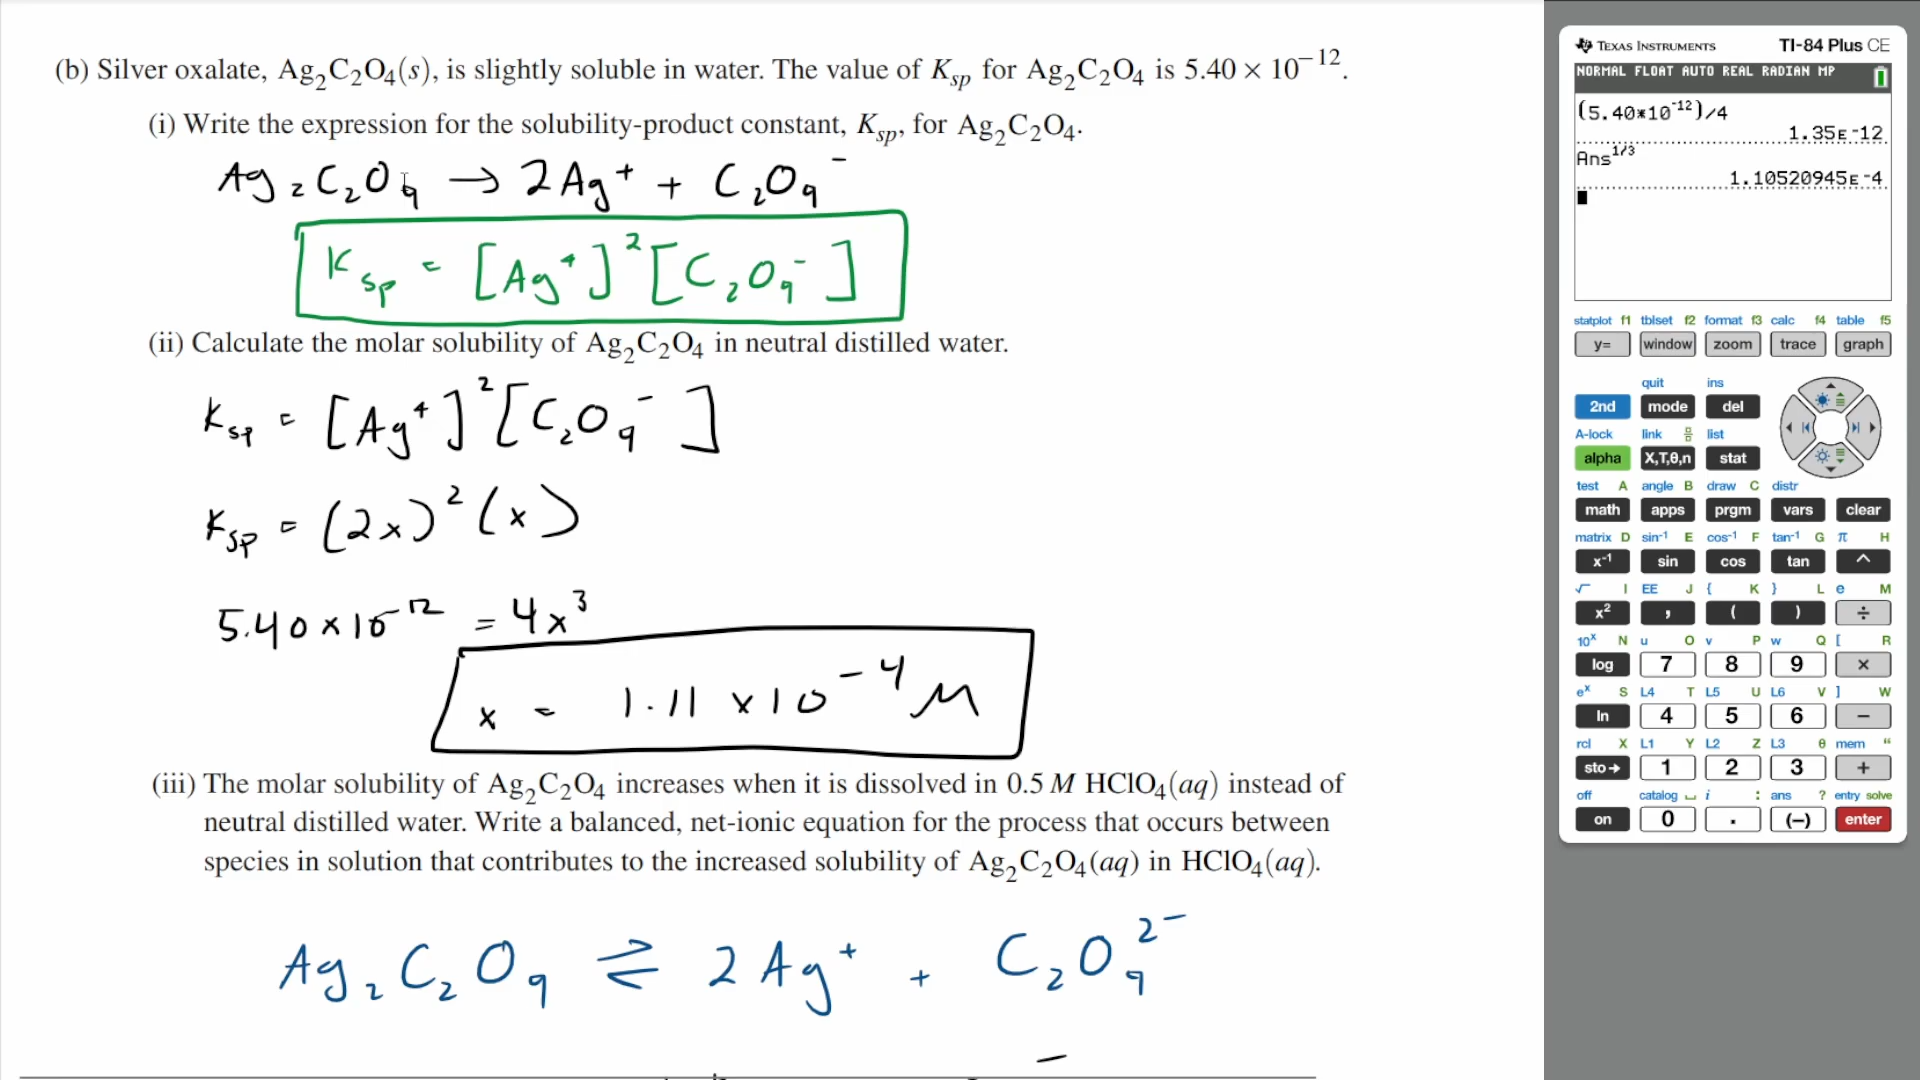 (b) Silver oxalate, Ag₂C₂O₄(s), is slightly soluble in water. The value of Kₛₚ for Ag₂C₂O₄ is 5.40 × 10⁻¹².
(i) Write the expression for the solubility-product constant, Kₛₚ, for Ag₂C₂O₄.
Ag₂C₂O₄ → 2Ag⁺ + C₂O₄⁻
Kₛₚ = [Ag⁺]²[C₂O₄⁻]
(ii) Calculate the molar solubility of Ag₂C₂O₄ in neutral distilled water.
Kₛₚ = [Ag⁺]²[C₂O₄⁻]
Kₛₚ = (2x)²(x)
5.40 × 10⁻¹² = 4x³
x = 1.11 × 10⁻⁴ M
(iii) The molar solubility of Ag₂C₂O₄ increases when it is dissolved in 0.5 M HClO₄(aq) instead of
neutral distilled water. Write a balanced, net-ionic equation for the process that occurs between
species in solution that contributes to the increased solubility of Ag₂C₂O₄(aq) in HClO₄(aq).
Ag₂C₂O₄ ⇌ 2Ag⁺ + C₂O₄²⁻
TEXAS INSTRUMENTS TI-84 Plus CE
NORMAL FLOAT AUTO REAL RADIAN MP
(5.40*10⁻¹²)/4
1.35E-12
Ans^1/3
1.10520945E-4
statplot f1 tblset f2 format f3 calc f4 table f5
y= window zoom trace graph
quit ins
2nd mode del
A-lock link list
alpha X,T,θ,n stat
test A angle B draw C distr
math apps prgm vars clear
matrix D sin⁻¹ E cos⁻¹ F tan⁻¹ G π H
x⁻¹ sin cos tan ^
√ I EE J { K } L e M
x² , ( ) ÷
10ˣ N u O v P w Q [ R
log 7 8 9 ×
eˣ S L4 T L5 U L6 V ] W
ln 4 5 6 −
rcl X L1 Y L2 Z L3 θ mem "
sto→ 1 2 3 +
off catalog ⎵ i : ans ? entry solve
on 0 . (−) enter